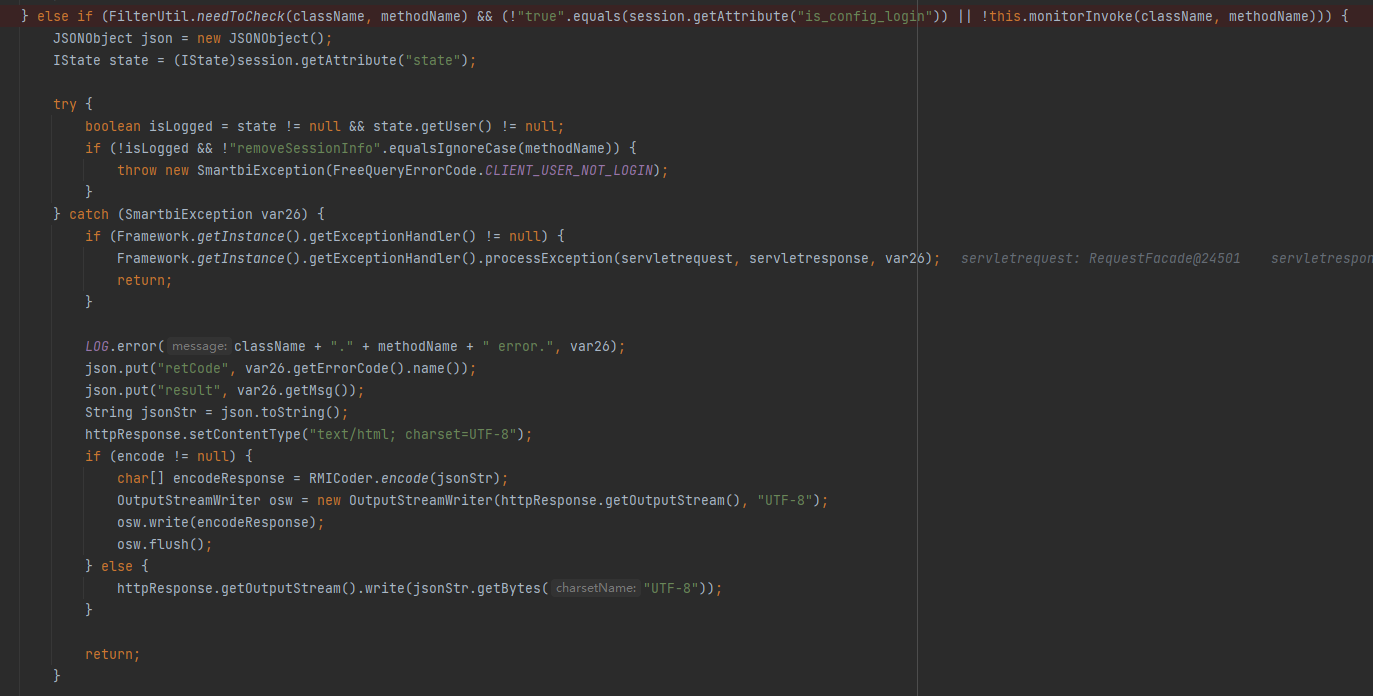 } else if (FilterUtil.needToCheck(className, methodName) && (!"true".equals(session.getAttribute("is_config_login")) || !this.monitorInvoke(className, methodName))) {
JSONObject json = new JSONObject();
IState state = (IState)session.getAttribute("state");
try {
boolean isLogged = state != null && state.getUser() != null;
if (!isLogged && !"removeSessionInfo".equalsIgnoreCase(methodName)) {
throw new SmartbiException(FreeQueryErrorCode.CLIENT_USER_NOT_LOGIN);
}
} catch (SmartbiException var26) {
if (Framework.getInstance().getExceptionHandler() != null) {
Framework.getInstance().getExceptionHandler().processException(servletrequest, servletresponse, var26); servletrequest: RequestFacade@24501 servletrespon
return;
}
LOG.error( message: className + "." + methodName + " error.", var26);
json.put("retCode", var26.getErrorCode().name());
json.put("result", var26.getMsg());
String jsonStr = json.toString();
httpResponse.setContentType("text/html; charset=UTF-8");
if (encode != null) {
char[] encodeResponse = RMICoder.encode(jsonStr);
OutputStreamWriter osw = new OutputStreamWriter(httpResponse.getOutputStream(), "UTF-8");
osw.write(encodeResponse);
osw.flush();
} else {
httpResponse.getOutputStream().write(jsonStr.getBytes( charsetName: "UTF-8"));
}
return;
}